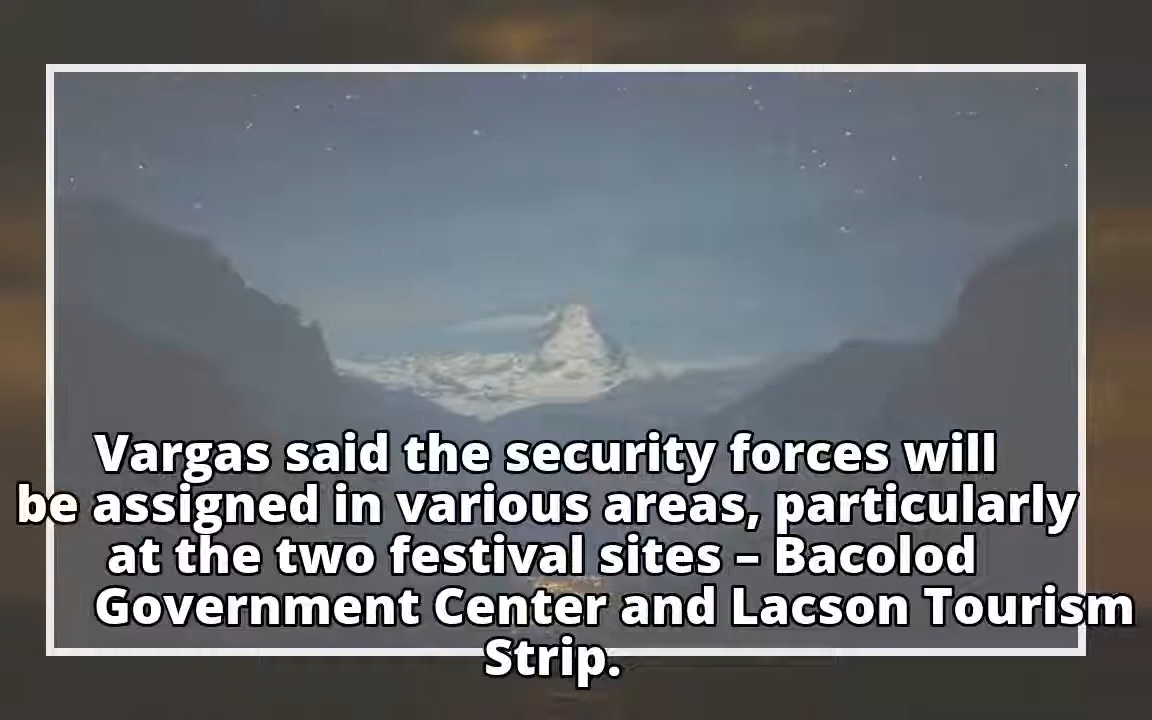 Vargas said the security forces will
be assigned in various areas, particularly
at the two festival sites – Bacolod
Government Center and Lacson Tourism
Strip.